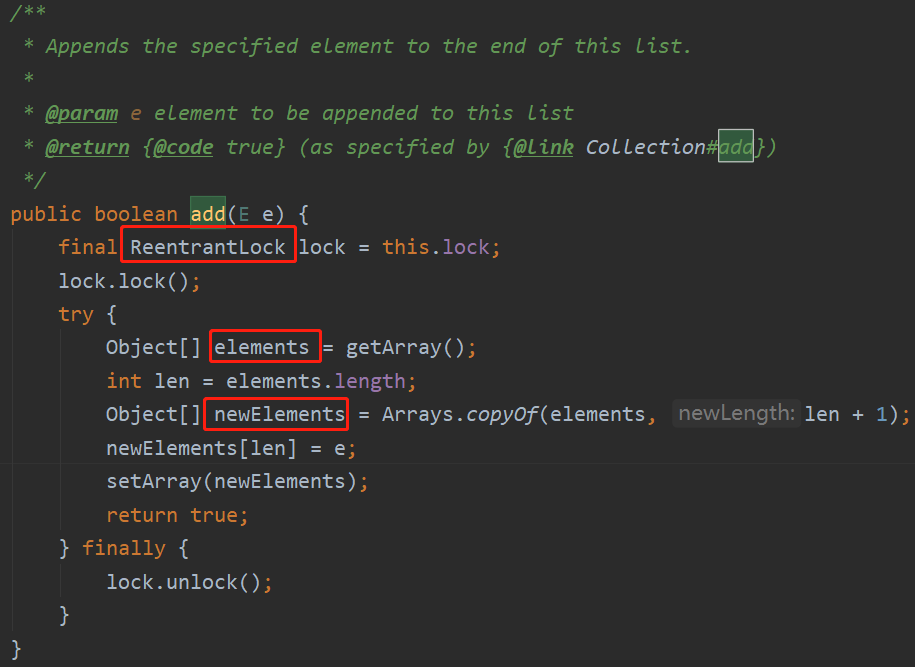 /**
 * Appends the specified element to the end of this list.
 *
 * @param e element to be appended to this list
 * @return {@code true} (as specified by {@link Collection#add})
 */
public boolean add(E e) {
    final ReentrantLock lock = this.lock;
    lock.lock();
    try {
        Object[] elements = getArray();
        int len = elements.length;
        Object[] newElements = Arrays.copyOf(elements, newLength: len + 1);
        newElements[len] = e;
        setArray(newElements);
        return true;
    } finally {
        lock.unlock();
    }
}